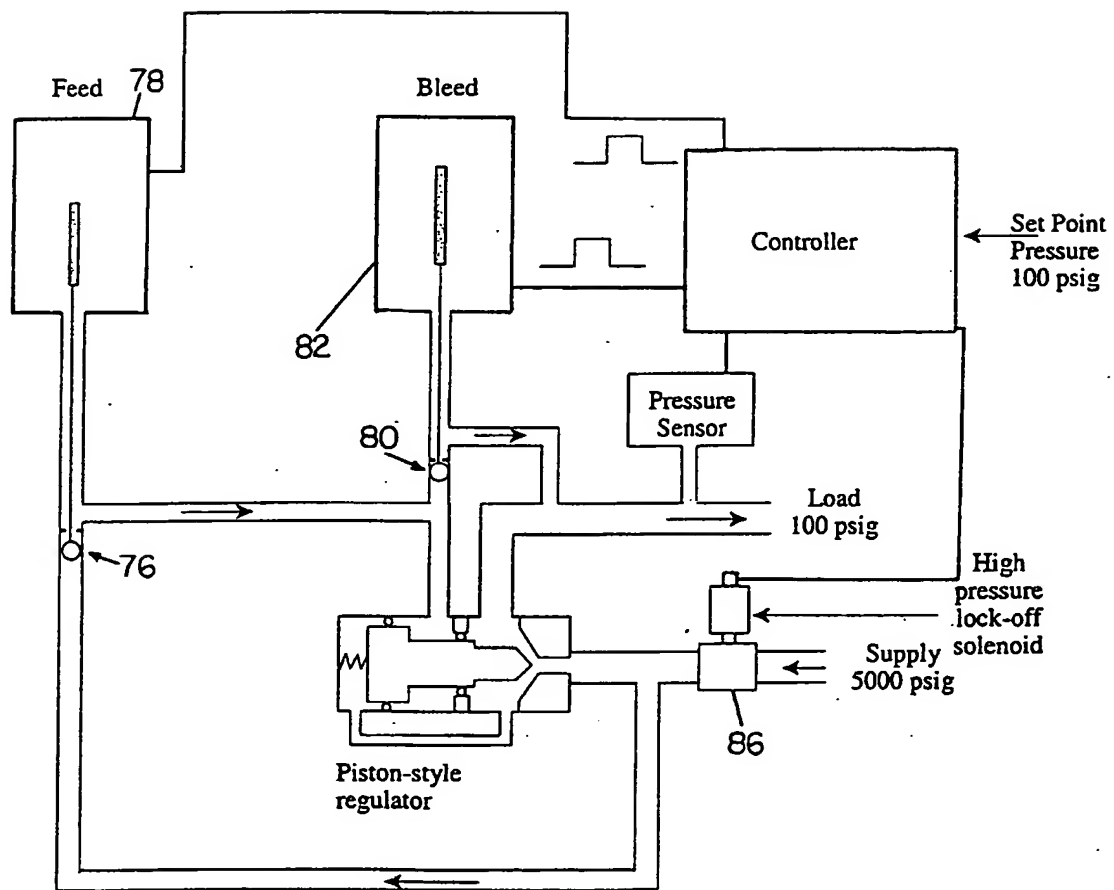 Feed
78
Bleed
82
Controller
Set Point
Pressure
100 psig
Pressure
Sensor
80
76
Load
100 psig
High
pressure
lock-off
solenoid
Supply
5000 psig
86
Piston-style
regulator